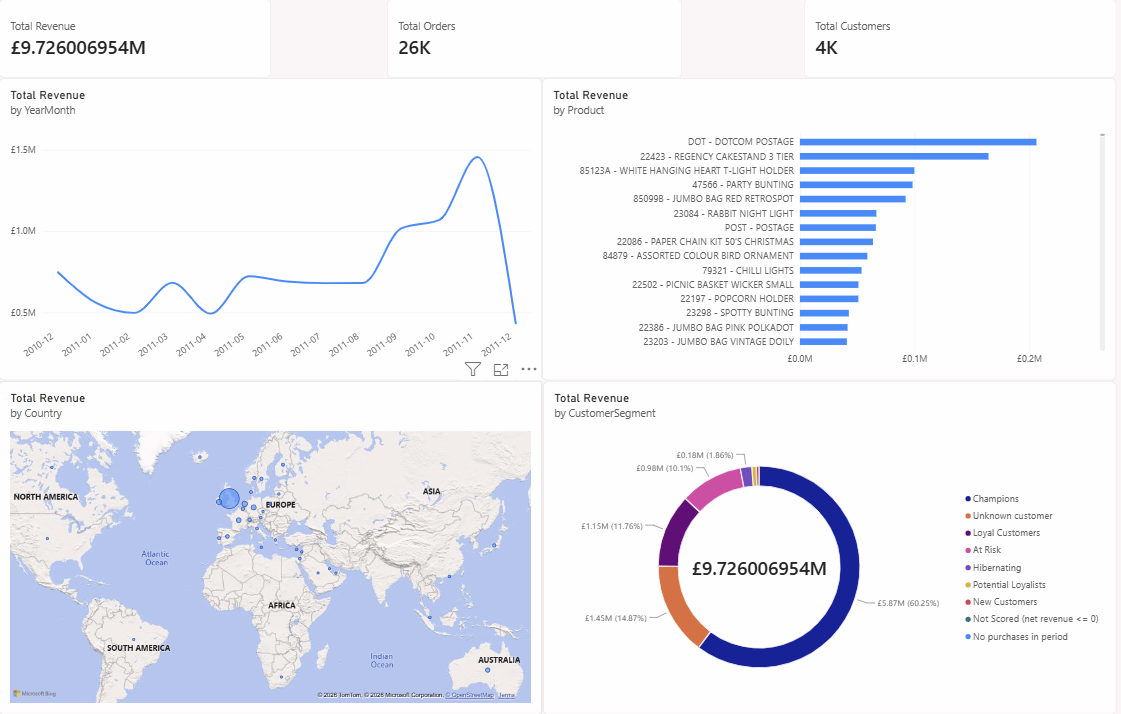 Total Revenue
£9.726006954M
Total Orders
26K
Total Customers
4K
Total Revenue
by YearMonth
£1.5M
£1.0M
£0.5M
2010-12
2011-01
2011-02
2011-03
2011-04
2011-05
2011-06
2011-07
2011-08
2011-09
2011-10
2011-11
2011-12
Total Revenue
by Product
DOT - DOTCOM POSTAGE
22423 - REGENCY CAKESTAND 3 TIER
85123A - WHITE HANGING HEART T-LIGHT HOLDER
47566 - PARTY BUNTING
85099B - JUMBO BAG RED RETROSPOT
23084 - RABBIT NIGHT LIGHT
POST - POSTAGE
22086 - PAPER CHAIN KIT 50'S CHRISTMAS
84879 - ASSORTED COLOUR BIRD ORNAMENT
79321 - CHILLI LIGHTS
22502 - PICNIC BASKET WICKER SMALL
22197 - POPCORN HOLDER
23298 - SPOTTY BUNTING
22386 - JUMBO BAG PINK POLKADOT
23203 - JUMBO BAG VINTAGE DOILY
£0.0M
£0.1M
£0.2M
Total Revenue
by Country
NORTH AMERICA
EUROPE
ASIA
Atlantic
Ocean
AFRICA
SOUTH AMERICA
Indian
Ocean
AUSTRALIA
Microsoft Bing
© 2026 TomTom, © 2026 Microsoft Corporation, © OpenStreetMap Terms
Total Revenue
by CustomerSegment
£0.18M (1.86%)
£0.98M (10.1%)
£1.15M (11.76%)
£1.45M (14.87%)
£5.87M (60.25%)
£9.726006954M
Champions
Unknown customer
Loyal Customers
At Risk
Hibernating
Potential Loyalists
New Customers
Not Scored (net revenue <= 0)
No purchases in period